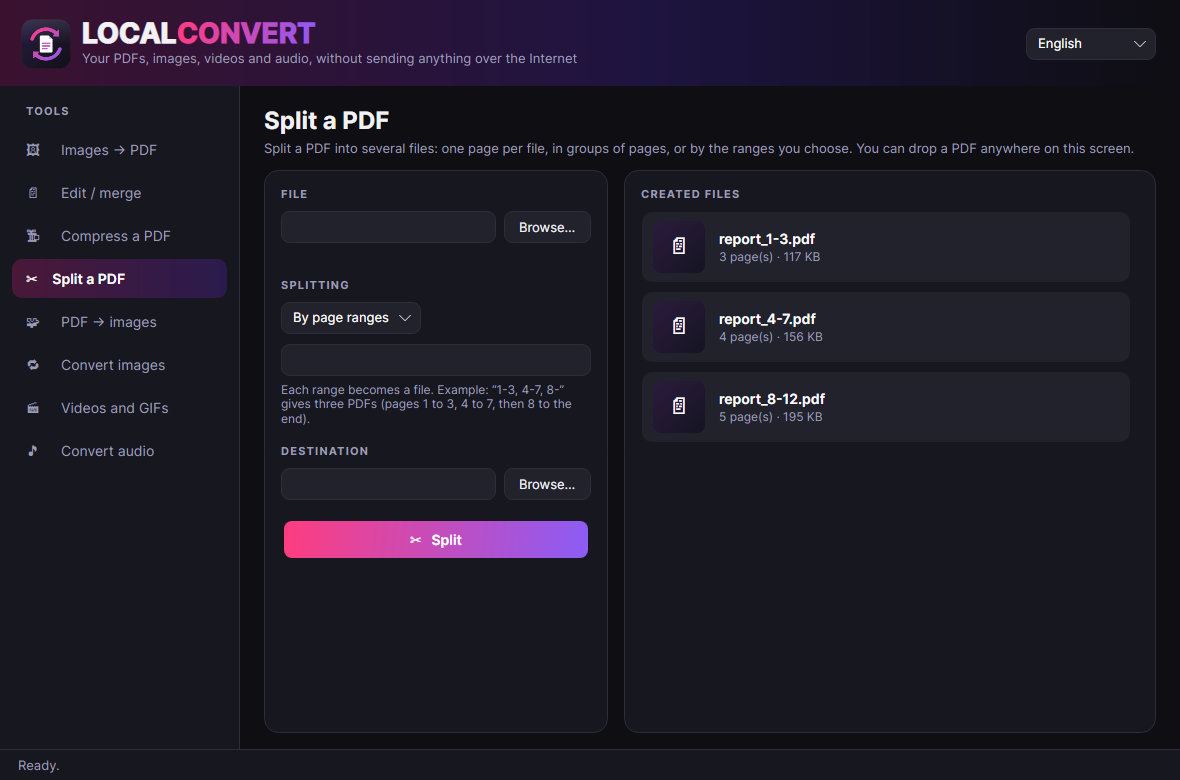 LOCALCONVERT
Your PDFs, images, videos and audio, without sending anything over the Internet
English
TOOLS
Images → PDF
Edit / merge
Compress a PDF
Split a PDF
PDF → images
Convert images
Videos and GIFs
Convert audio
Split a PDF
Split a PDF into several files: one page per file, in groups of pages, or by the ranges you choose. You can drop a PDF anywhere on this screen.
FILE
Browse...
SPLITTING
By page ranges
Each range becomes a file. Example: “1-3, 4-7, 8-“
gives three PDFs (pages 1 to 3, 4 to 7, then 8 to the
end).
DESTINATION
Browse...
Split
CREATED FILES
report_1-3.pdf
3 page(s) · 117 KB
report_4-7.pdf
4 page(s) · 156 KB
report_8-12.pdf
5 page(s) · 195 KB
Ready.